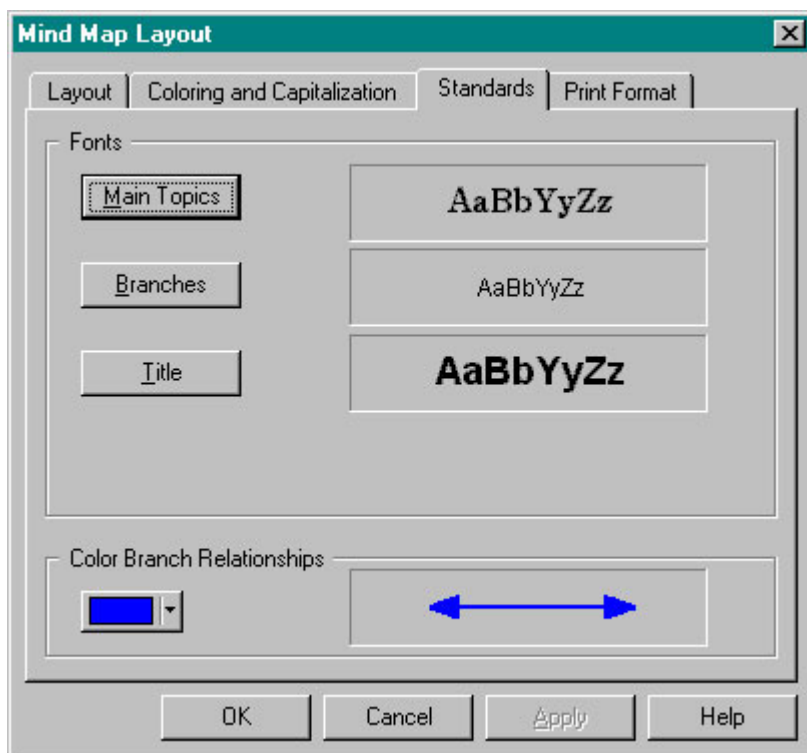 Mind Map Layout
Layout Coloring and Capitalization Standards Print Format
Fonts
Main Topics AaBbYyZz
Branches AaBbYyZz
Title AaBbYyZz
Color Branch Relationships
OK Cancel Apply Help